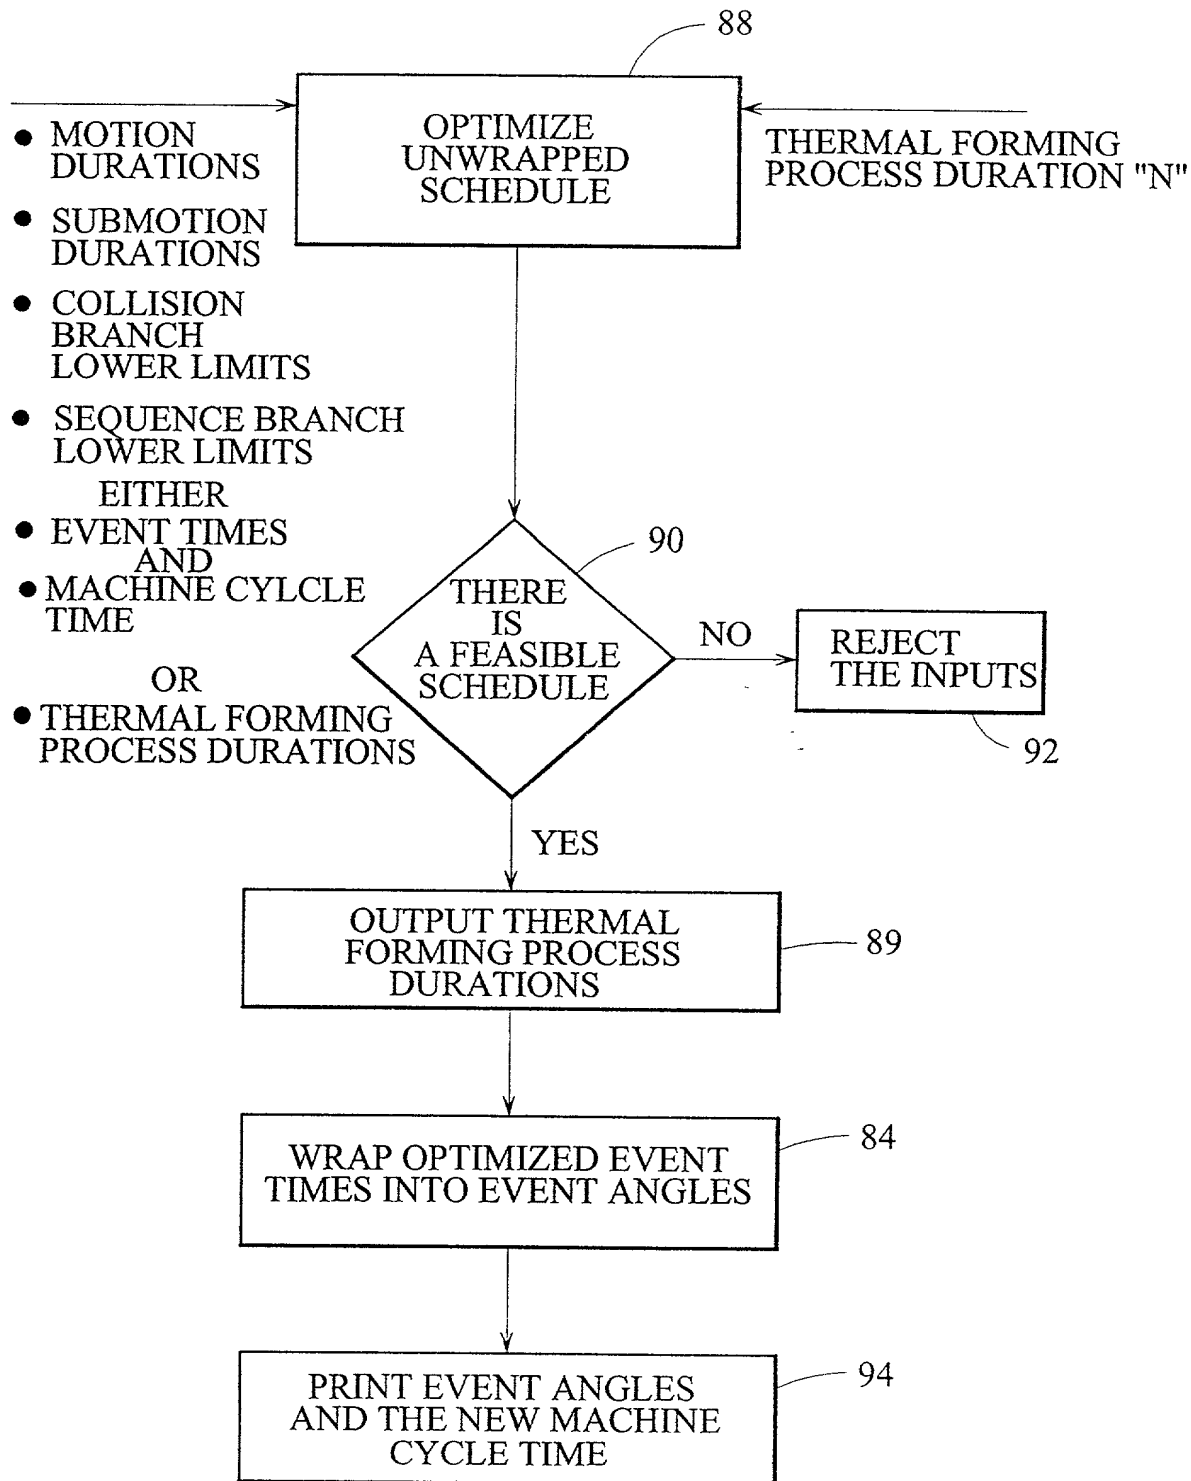 88
OPTIMIZE
UNWRAPPED
SCHEDULE
● MOTION
DURATIONS
● SUBMOTION
DURATIONS
● COLLISION
BRANCH
LOWER LIMITS
● SEQUENCE BRANCH
LOWER LIMITS
EITHER
● EVENT TIMES
AND
● MACHINE CYLCLE
TIME
OR
● THERMAL FORMING
PROCESS DURATIONS
THERMAL FORMING
PROCESS DURATION "N"
90
THERE
IS
A FEASIBLE
SCHEDULE
NO
REJECT
THE INPUTS
92
YES
OUTPUT THERMAL
FORMING PROCESS
DURATIONS
89
WRAP OPTIMIZED EVENT
TIMES INTO EVENT ANGLES
84
PRINT EVENT ANGLES
AND THE NEW MACHINE
CYCLE TIME
94